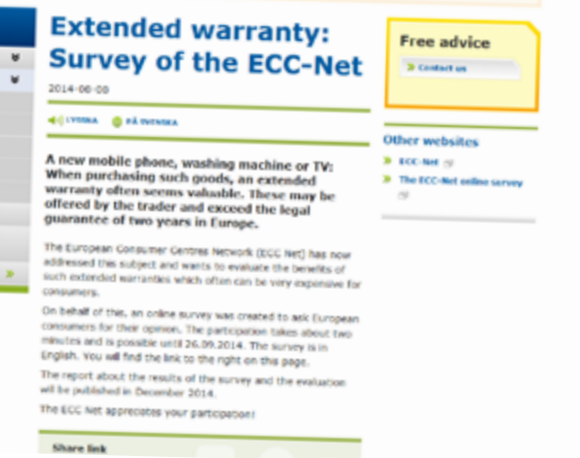 Extended warranty:
Survey of the ECC-Net
LYSSNA PÅ SVENSKA
A new mobile phone, washing machine or TV:
When purchasing such goods, an extended
warranty often seems valuable. These may be
offered by the trader and exceed the legal
guarantee of two years in Europe.
The European Consumer Centres Network (ECC Net) has now
addressed this subject and wants to evaluate the benefits of
such extended warranties which often can be very expensive for
consumers.
On behalf of this, an online survey was created to ask European
consumers for their opinion. The participation takes about two
minutes and is possible until 26.09.2014. The survey is in
English. You will find the link to the right on this page.
The report about the results of the survey and the evaluation
will be published in December 2014.
The ECC Net appreciates your participation!
Share link
Free advice
Contact us
Other websites
ECC-Net
The ECC-Net online survey